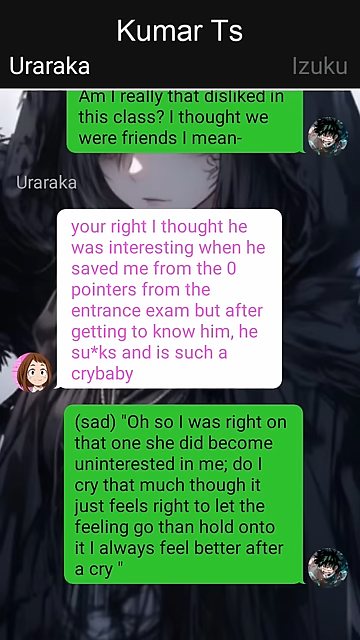 Kumar Ts
Uraraka Izuku
Am I really that disliked in
this class? I thought we
were friends I mean-
Uraraka
your right I thought he
was interesting when he
saved me from the 0
pointers from the
entrance exam but after
getting to know him, he
su*ks and is such a
crybaby
(sad) "Oh so I was right on
that one she did become
uninterested in me; do I
cry that much though it
just feels right to let the
feeling go than hold onto
it I always feel better after
a cry "